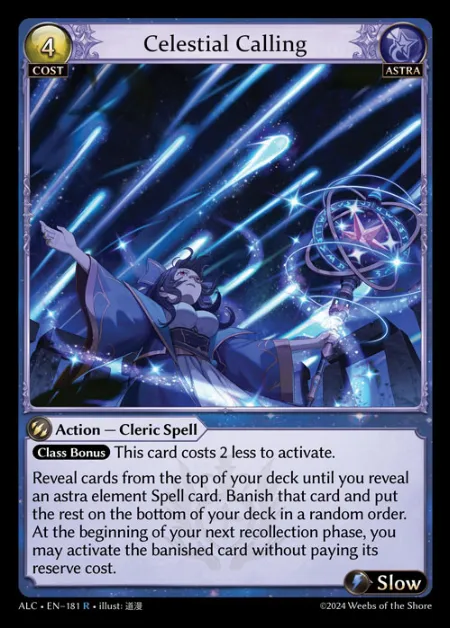 4
Celestial Calling
COST
ASTRA
Action — Cleric Spell
Class Bonus This card costs 2 less to activate.
Reveal cards from the top of your deck until you reveal
an astra element Spell card. Banish that card and put
the rest on the bottom of your deck in a random order.
At the beginning of your next recollection phase, you
may activate the banished card without paying its
reserve cost.
Slow
ALC • EN-181 R • illust: 道漫
©2024 Weebs of the Shore